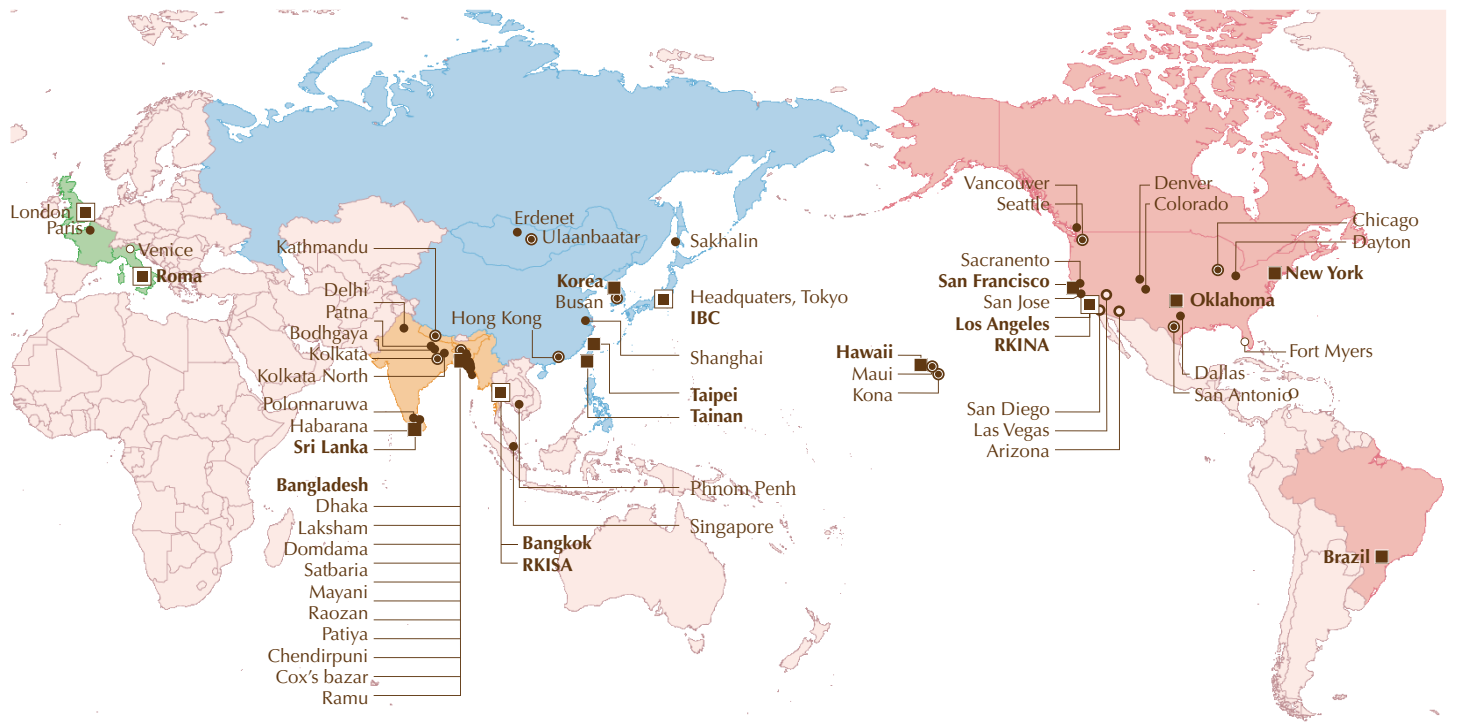 London
Paris
Venice
Roma
Kathmandu
Delhi
Patna
Bodhgaya
Kolkata
Kolkata North
Polonnaruwa
Habarana
Sri Lanka
Bangladesh
Dhaka
Laksham
Domdama
Satbaria
Mayani
Raozan
Patiya
Chendirpuni
Cox's bazar
Ramu
Erdenet
Ulaanbaatar
Sakhalin
Korea
Busan
Hong Kong
Headquaters, Tokyo
IBC
Shanghai
Taipei
Tainan
Phnom Penh
Singapore
Bangkok
RKISA
Hawaii
Maui
Kona
Vancouver
Seattle
Sacranento
San Francisco
San Jose
Los Angeles
RKINA
San Diego
Las Vegas
Arizona
Denver
Colorado
Chicago
Dayton
New York
Oklahoma
Fort Myers
Dallas
San Antonio
Brazil